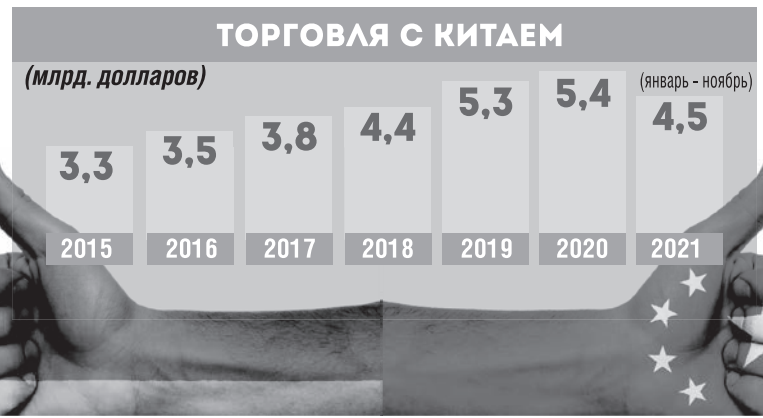 ТОРГОВЛЯ С КИТАЕМ
(млрд. долларов)
(январь - ноябрь)
3,3 3,5 3,8 4,4 5,3 5,4 4,5
2015 2016 2017 2018 2019 2020 2021